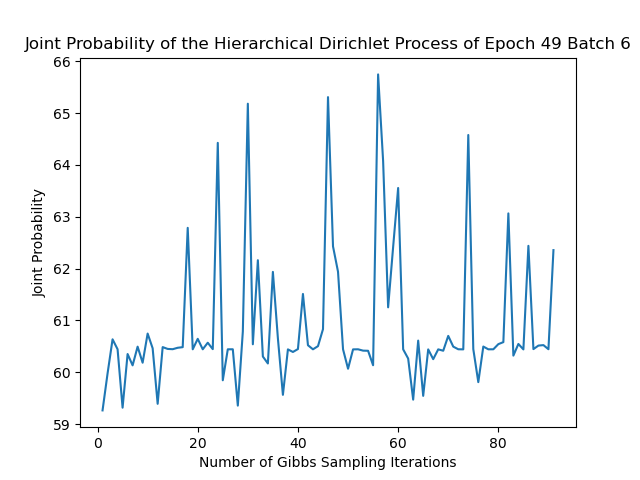 Joint Probability of the Hierarchical Dirichlet Process of Epoch 49 Batch 6
66
65
64
63
62
61
60
59
Joint Probability
0 20 40 60 80
Number of Gibbs Sampling Iterations